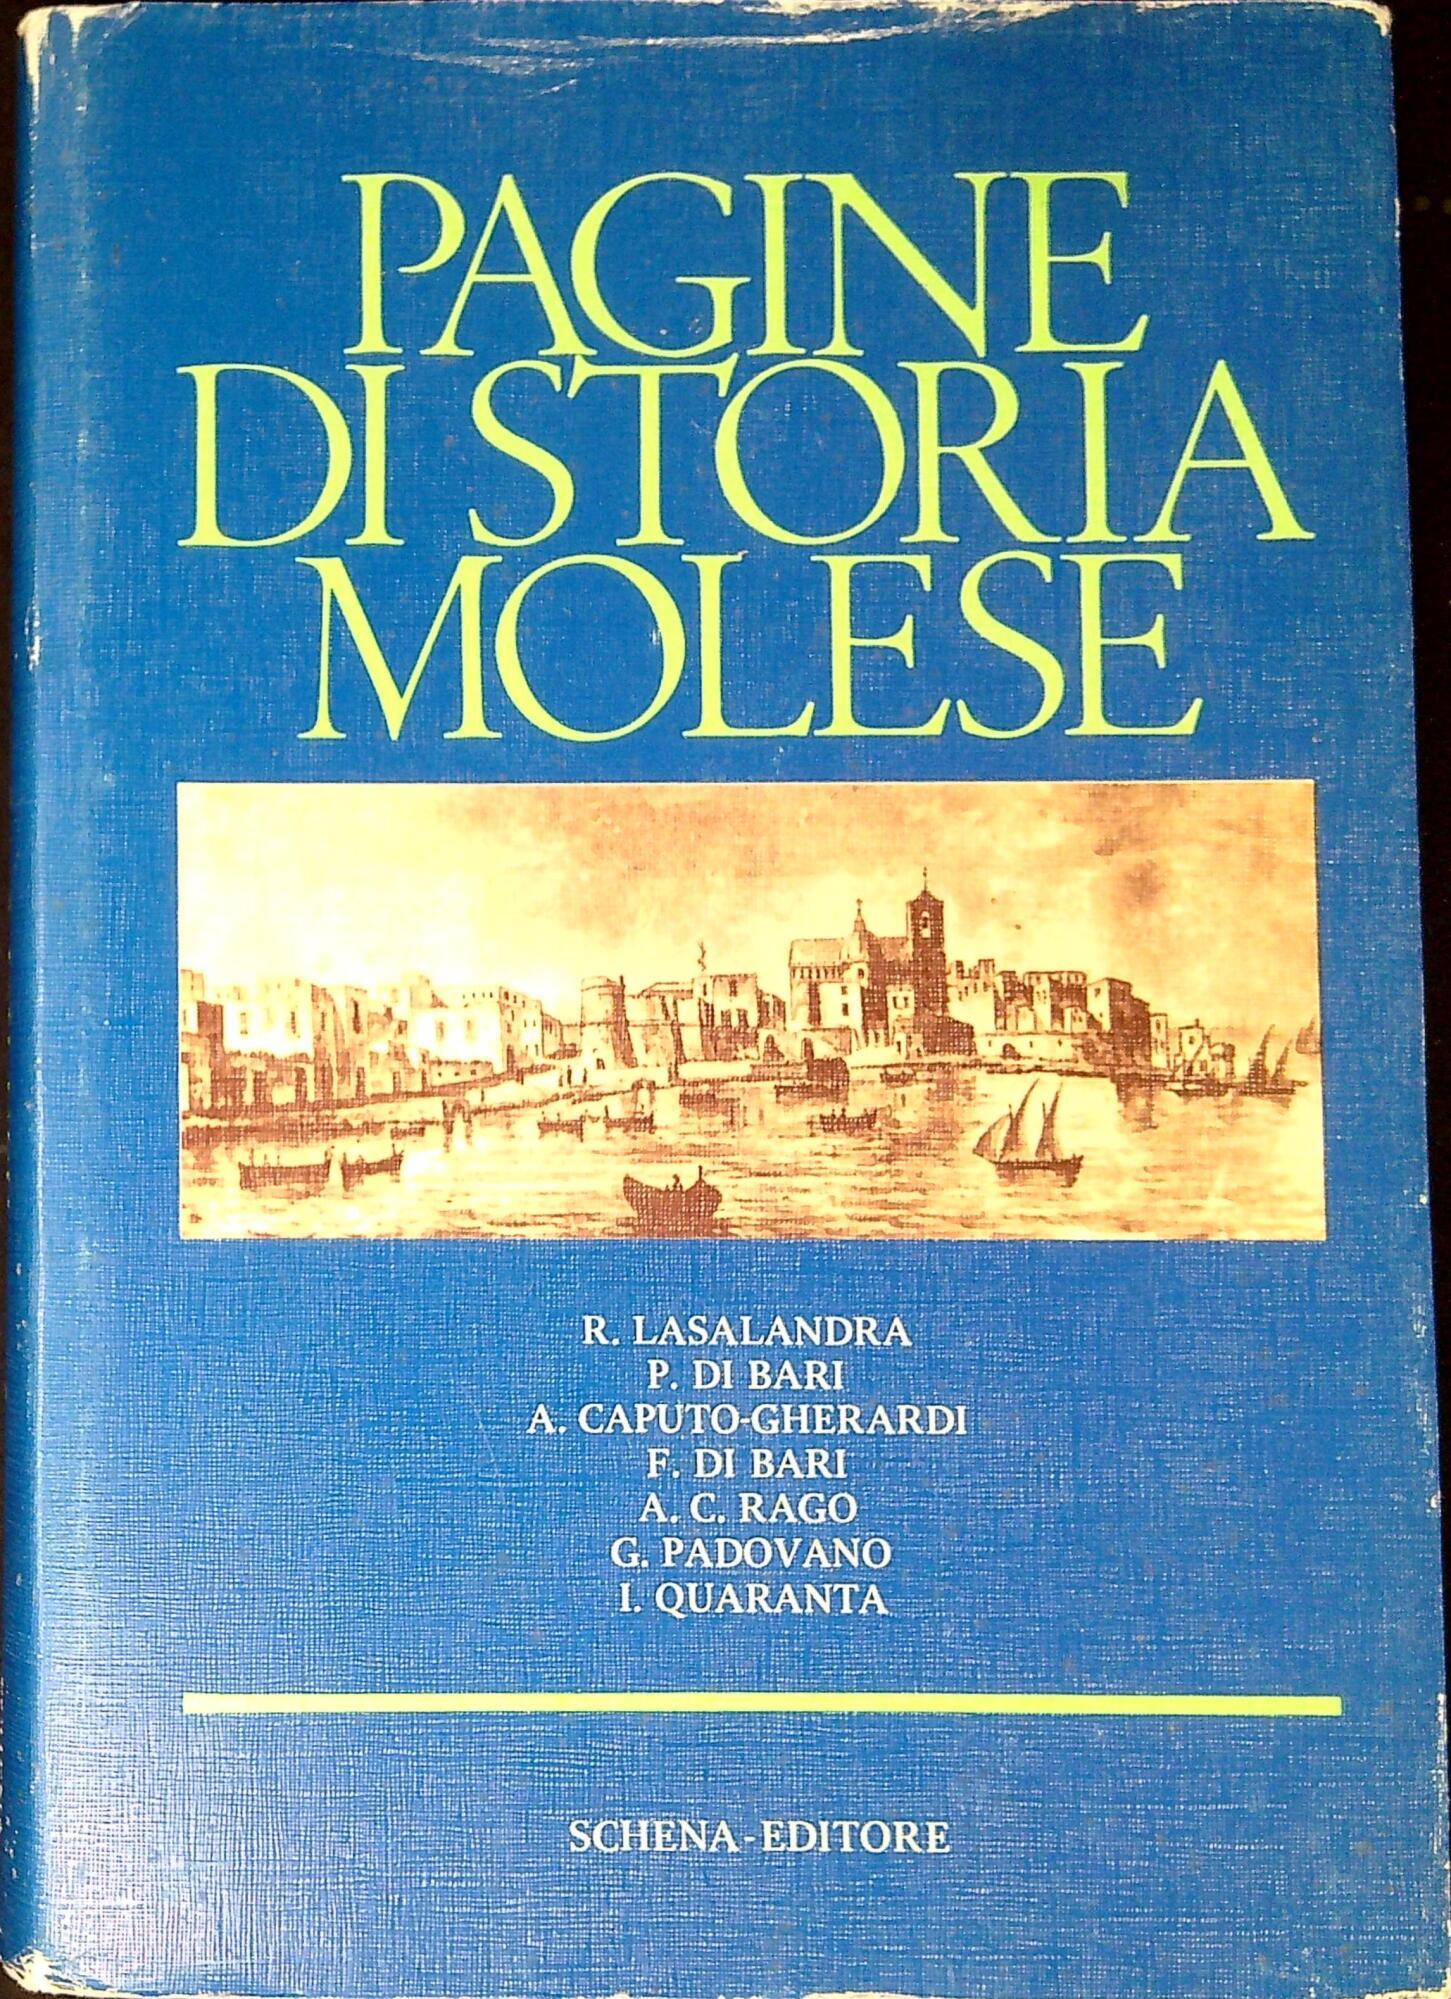 PAGINE
DI STORIA
MOLESE
R. LASALANDRA
P. DI BARI
A. CAPUTO-GHERARDI
F. DI BARI
A. C. RAGO
G. PADOVANO
I. QUARANTA
SCHENA-EDITORE